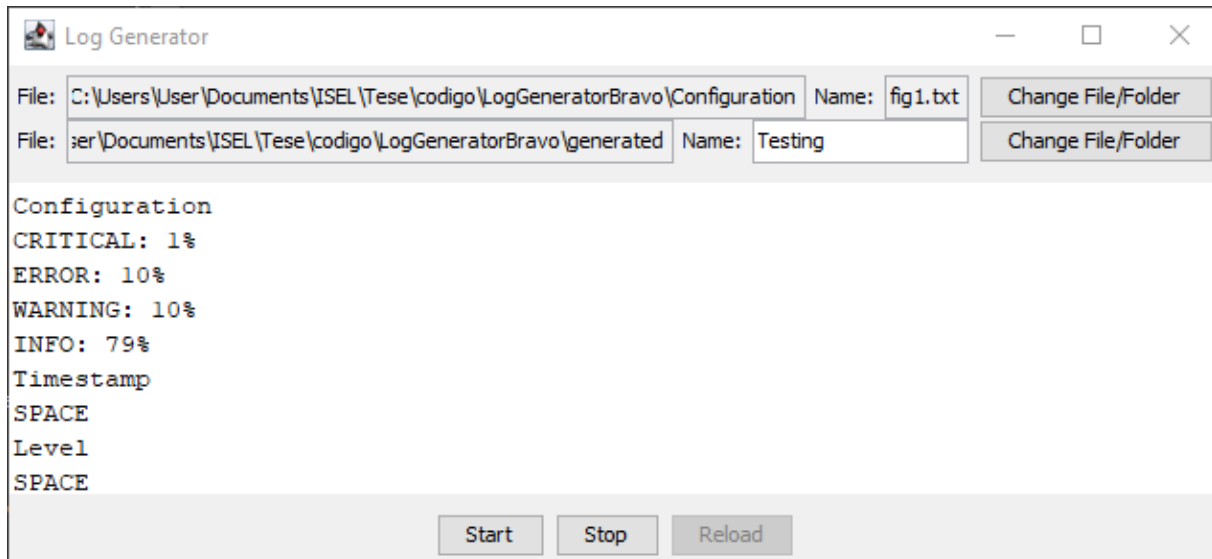 Log Generator
File: C:\Users\User\Documents\ISEL\Tese\codigo\LogGeneratorBravo\Configuration Name: fig1.txt Change File/Folder
File: ser\Documents\ISEL\Tese\codigo\LogGeneratorBravo\generated Name: Testing Change File/Folder
Configuration
CRITICAL: 1%
ERROR: 10%
WARNING: 10%
INFO: 79%
Timestamp
SPACE
Level
SPACE
Start Stop Reload